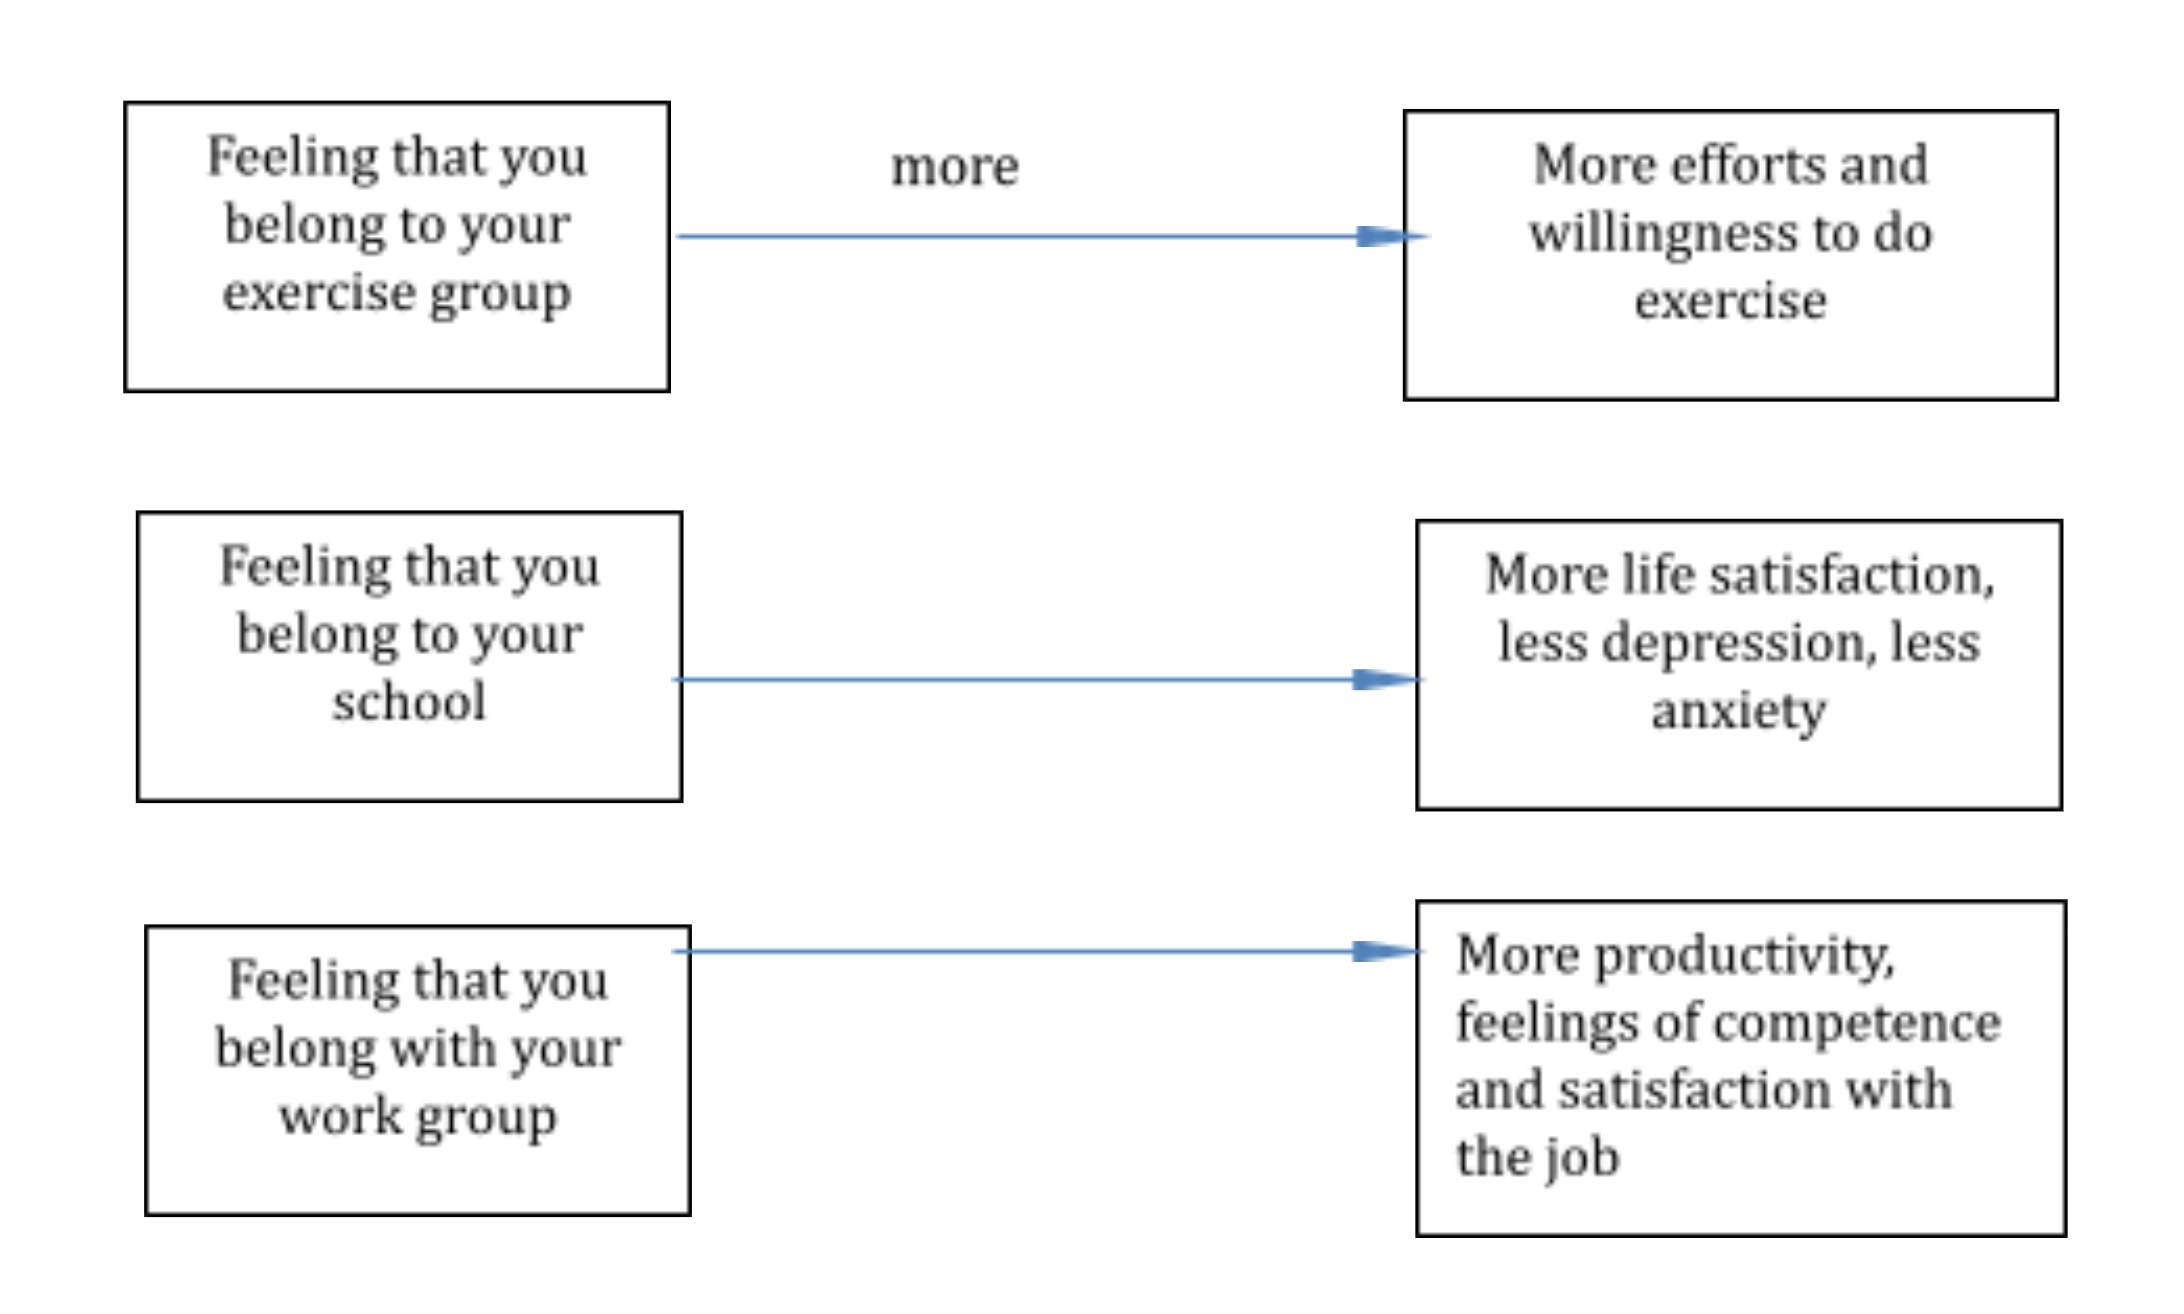 Feeling that you
belong to your
exercise group
more
More efforts and
willingness to do
exercise
Feeling that you
belong to your
school
More life satisfaction,
less depression, less
anxiety
Feeling that you
belong with your
work group
More productivity,
feelings of competence
and satisfaction with
the job